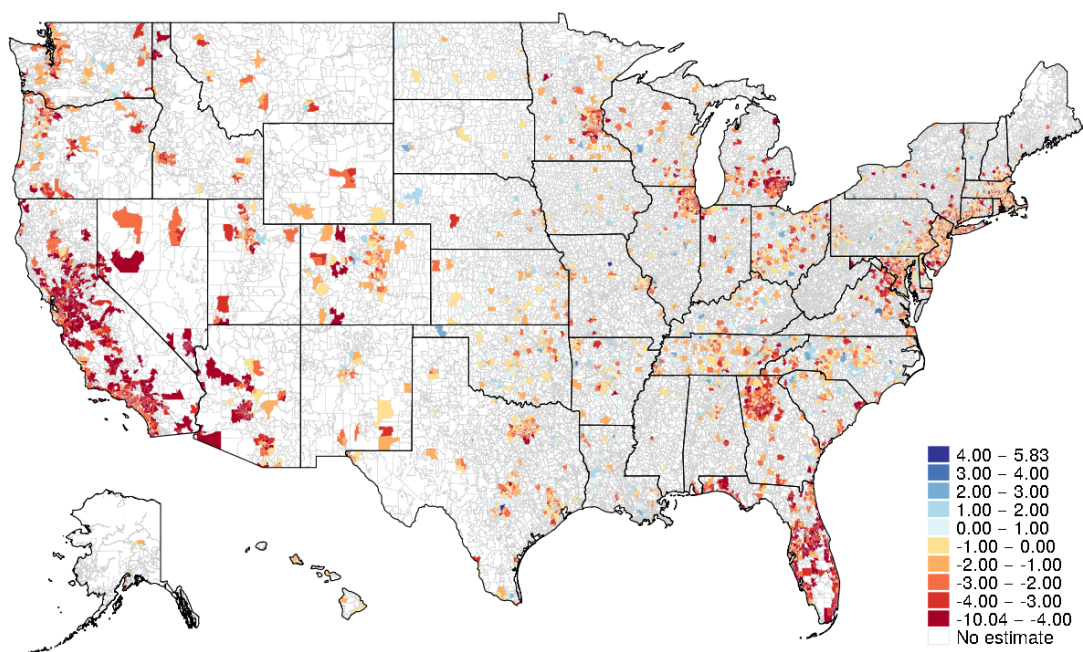 4.00 – 5.83
3.00 – 4.00
2.00 – 3.00
1.00 – 2.00
0.00 – 1.00
-1.00 – 0.00
-2.00 – -1.00
-3.00 – -2.00
-4.00 – -3.00
-10.04 – -4.00
No estimate